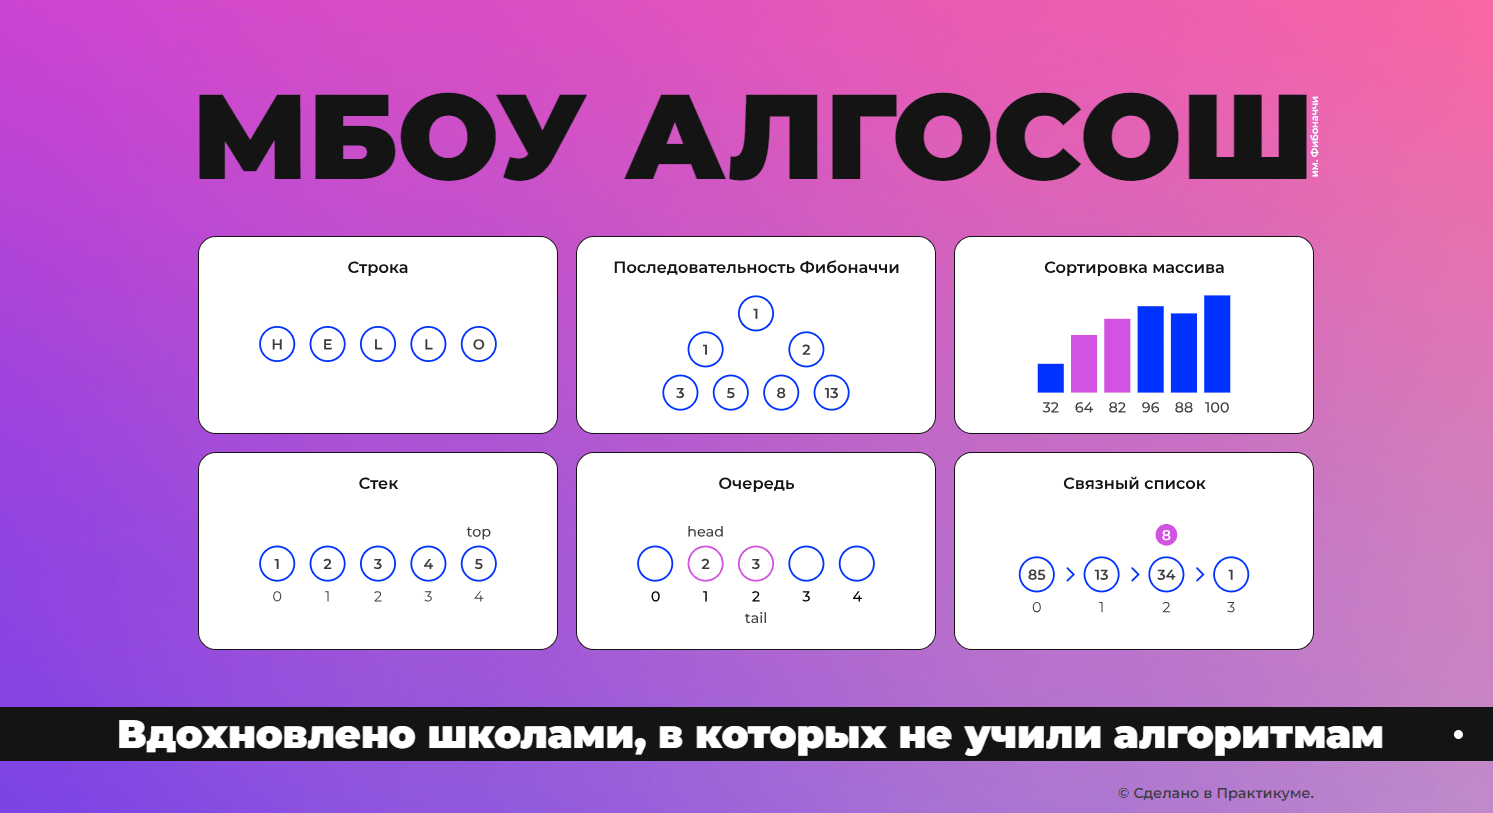 МБОУ АЛГОСОШ
им. Фибоначчи
Строка
H E L L O
Последовательность Фибоначчи
1
1 2
3 5 8 13
Сортировка массива
32 64 82 96 88 100
Стек
top
1 2 3 4 5
0 1 2 3 4
Очередь
head
2 3
0 1 2 3 4
tail
Связный список
8
85 > 13 > 34 > 1
0 1 2 3
Вдохновлено школами, в которых не учили алгоритмам •
© Сделано в Практикуме.